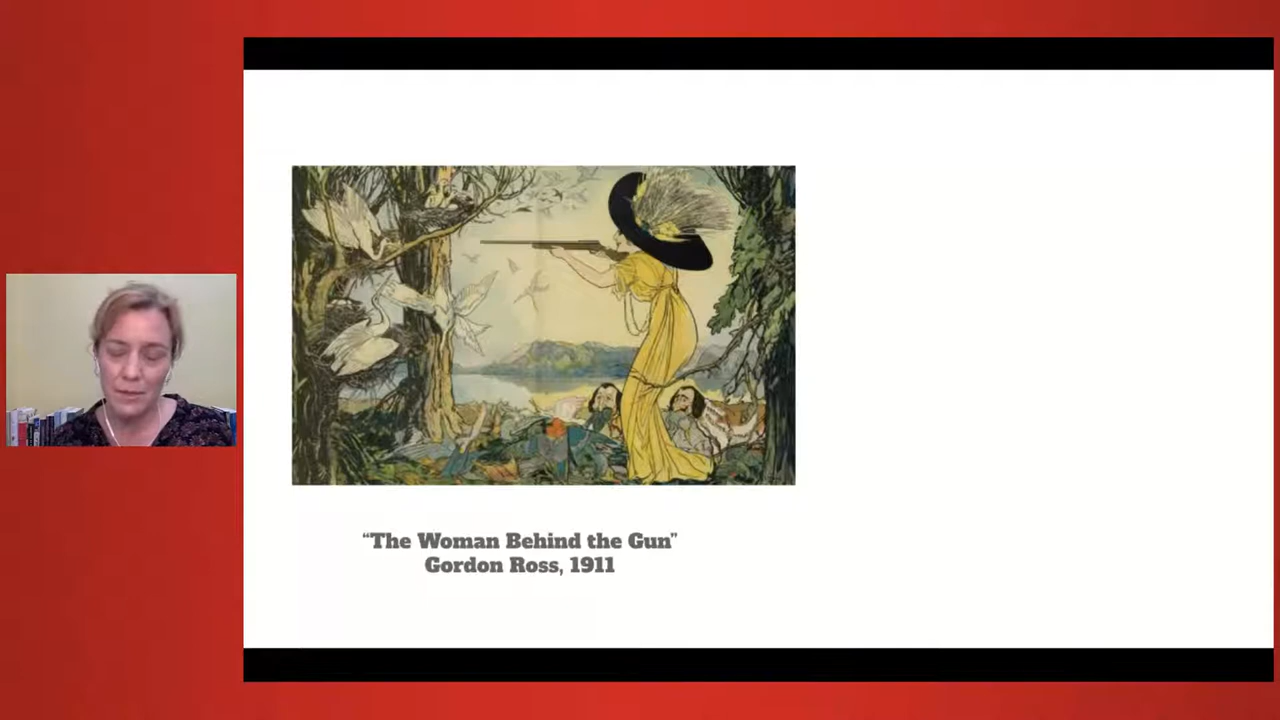 “The Woman Behind the Gun”
Gordon Ross, 1911